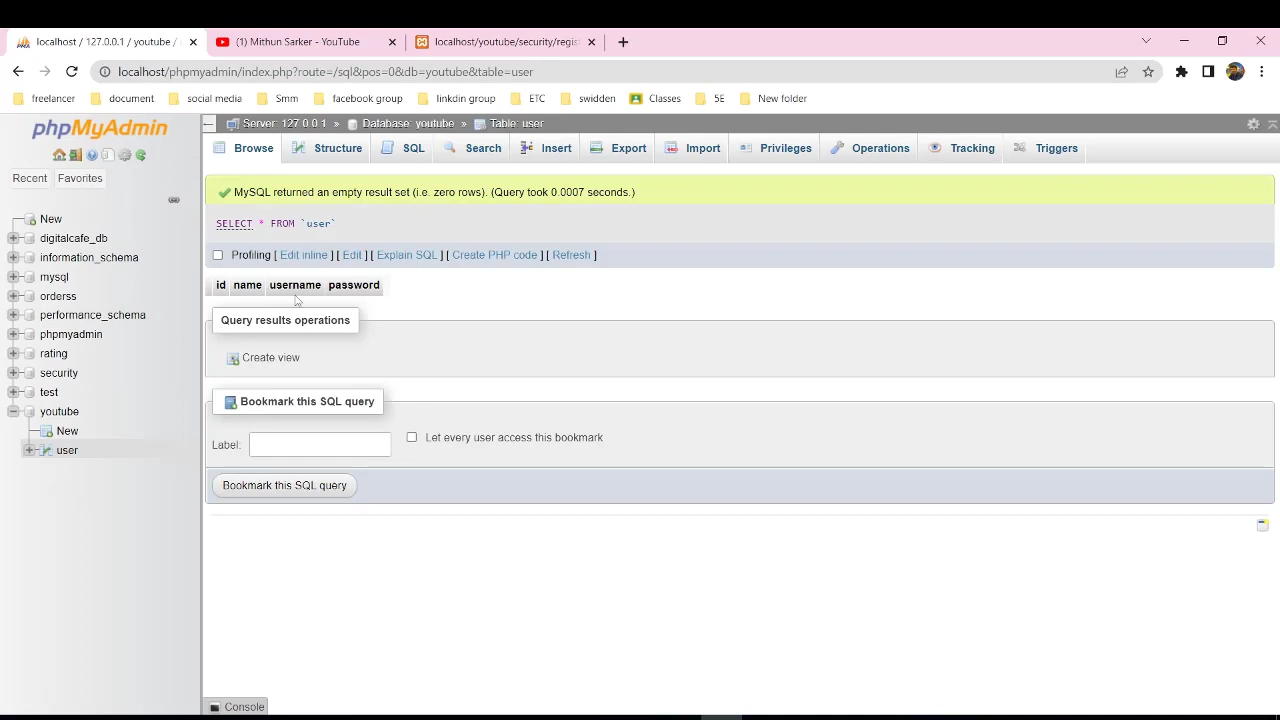 localhost / 127.0.0.1 / youtube /
(1) Mithun Sarker - YouTube
localhost/youtube/security/regis
localhost/phpmyadmin/index.php?route=/sql&pos=0&db=youtube&table=user
freelancer document social media Smm facebook group linkdin group ETC swidden Classes 5E New folder
phpMyAdmin
Recent Favorites
New
digitalcafe_db
information_schema
mysql
orderss
performance_schema
phpmyadmin
rating
security
test
youtube
New
user
Server: 127.0.0.1 » Database: youtube » Table: user
Browse Structure SQL Search Insert Export Import Privileges Operations Tracking Triggers
MySQL returned an empty result set (i.e. zero rows). (Query took 0.0007 seconds.)
SELECT * FROM `user`
Profiling [ Edit inline ] [ Edit ] [ Explain SQL ] [ Create PHP code ] [ Refresh ]
id name username password
Query results operations
Create view
Bookmark this SQL query
Label: Let every user access this bookmark
Bookmark this SQL query
Console